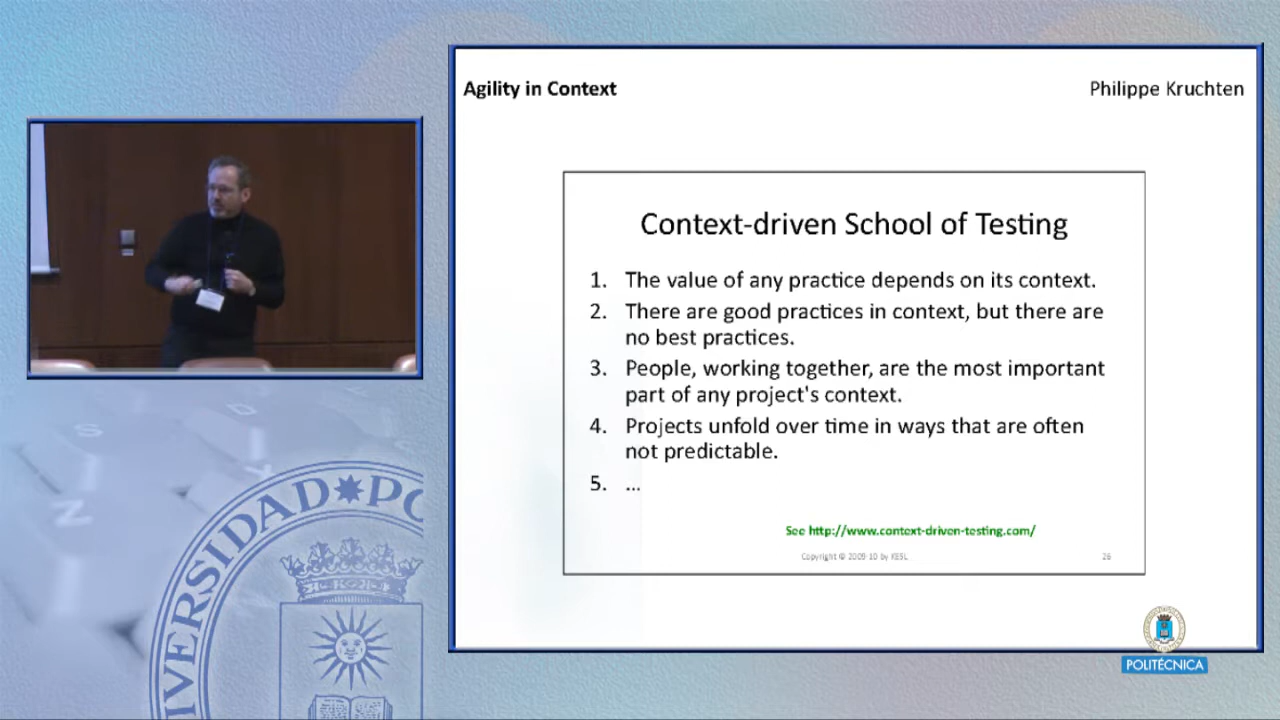 Agility in Context
Philippe Kruchten
Context-driven School of Testing
1. The value of any practice depends on its context.
2. There are good practices in context, but there are
no best practices.
3. People, working together, are the most important
part of any project's context.
4. Projects unfold over time in ways that are often
not predictable.
5. ...
See http://www.context-driven-testing.com/
Copyright © 2009-10 by KESL
26
POLITÉCNICA
VERSIDAD PO